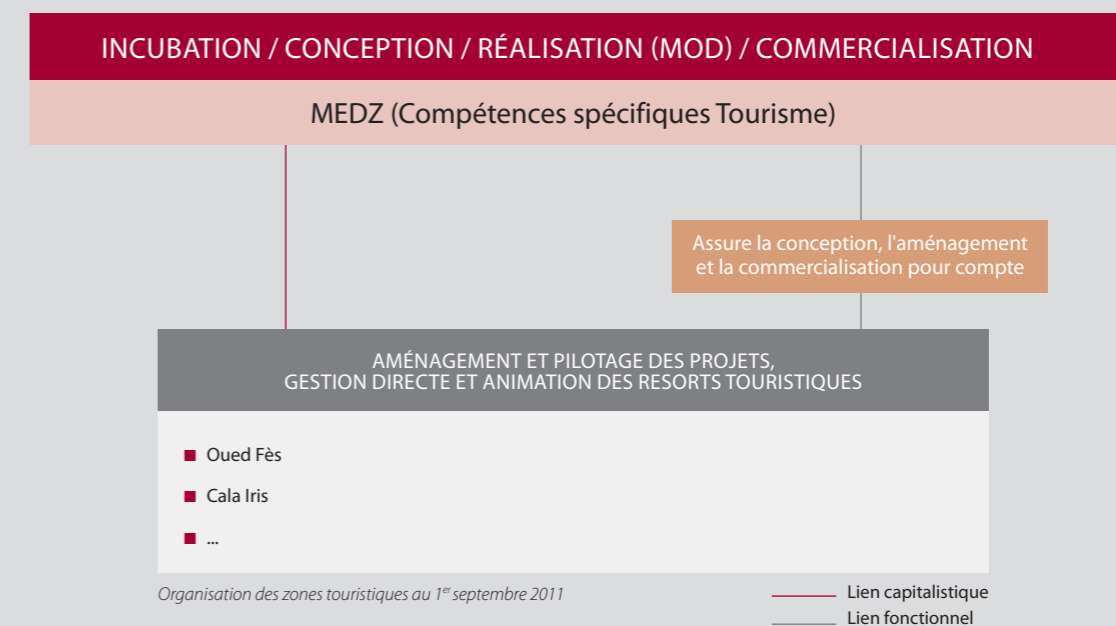 INCUBATION / CONCEPTION / RÉALISATION (MOD) / COMMERCIALISATION
MEDZ (Compétences spécifiques Tourisme)
Assure la conception, l'aménagement
et la commercialisation pour compte
AMÉNAGEMENT ET PILOTAGE DES PROJETS,
GESTION DIRECTE ET ANIMATION DES RESORTS TOURISTIQUES
Oued Fès
Cala Iris
...
Organisation des zones touristiques au 1er septembre 2011
Lien capitalistique
Lien fonctionnel